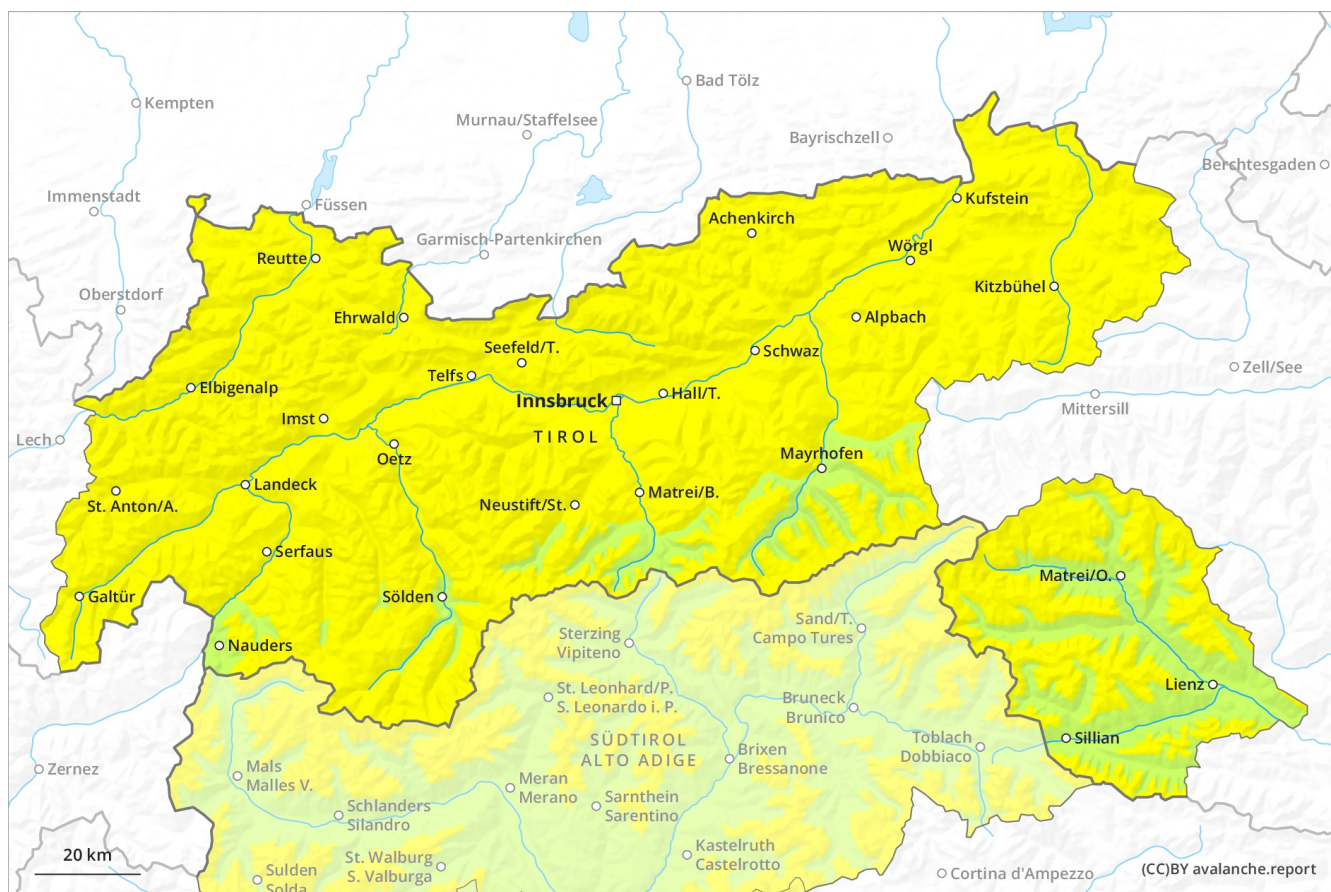 Kempten
Bad Tölz
Murnau/Staffelsee
Bayrischzell
Berchtesgaden
Immenstadt
Füssen
Kufstein
Achenkirch
Garmisch-Partenkirchen
Wörgl
Reutte
Oberstdorf
Kitzbühel
Ehrwald
Alpbach
Seefeld/T.
Schwaz
Zell/See
Telfs
Elbigenalp
Innsbruck
Hall/T.
Mittersill
Imst
Lech
TIROL
Oetz
Mayrhofen
Landeck
Matrei/B.
St. Anton/A.
Neustift/St.
Serfaus
Matrei/O.
Galtür
Sölden
Sand/T.
Campo Tures
Sterzing
Vipiteno
Nauders
Lienz
St. Leonhard/P.
S. Leonardo i. P.
Bruneck
Brunico
Sillian
SÜDTIROL
ALTO ADIGE
Toblach
Dobbiaco
Brixen
Bressanone
Zernez
Mals
Malles V.
Meran
Merano
Sarnthein
Sarentino
Schlanders
Silandro
Kastelruth
Castelrotto
20 km
St. Walburg
S. Valburga
Sulden
Solda
Cortina d'Ampezzo
(CC)BY avalanche.report